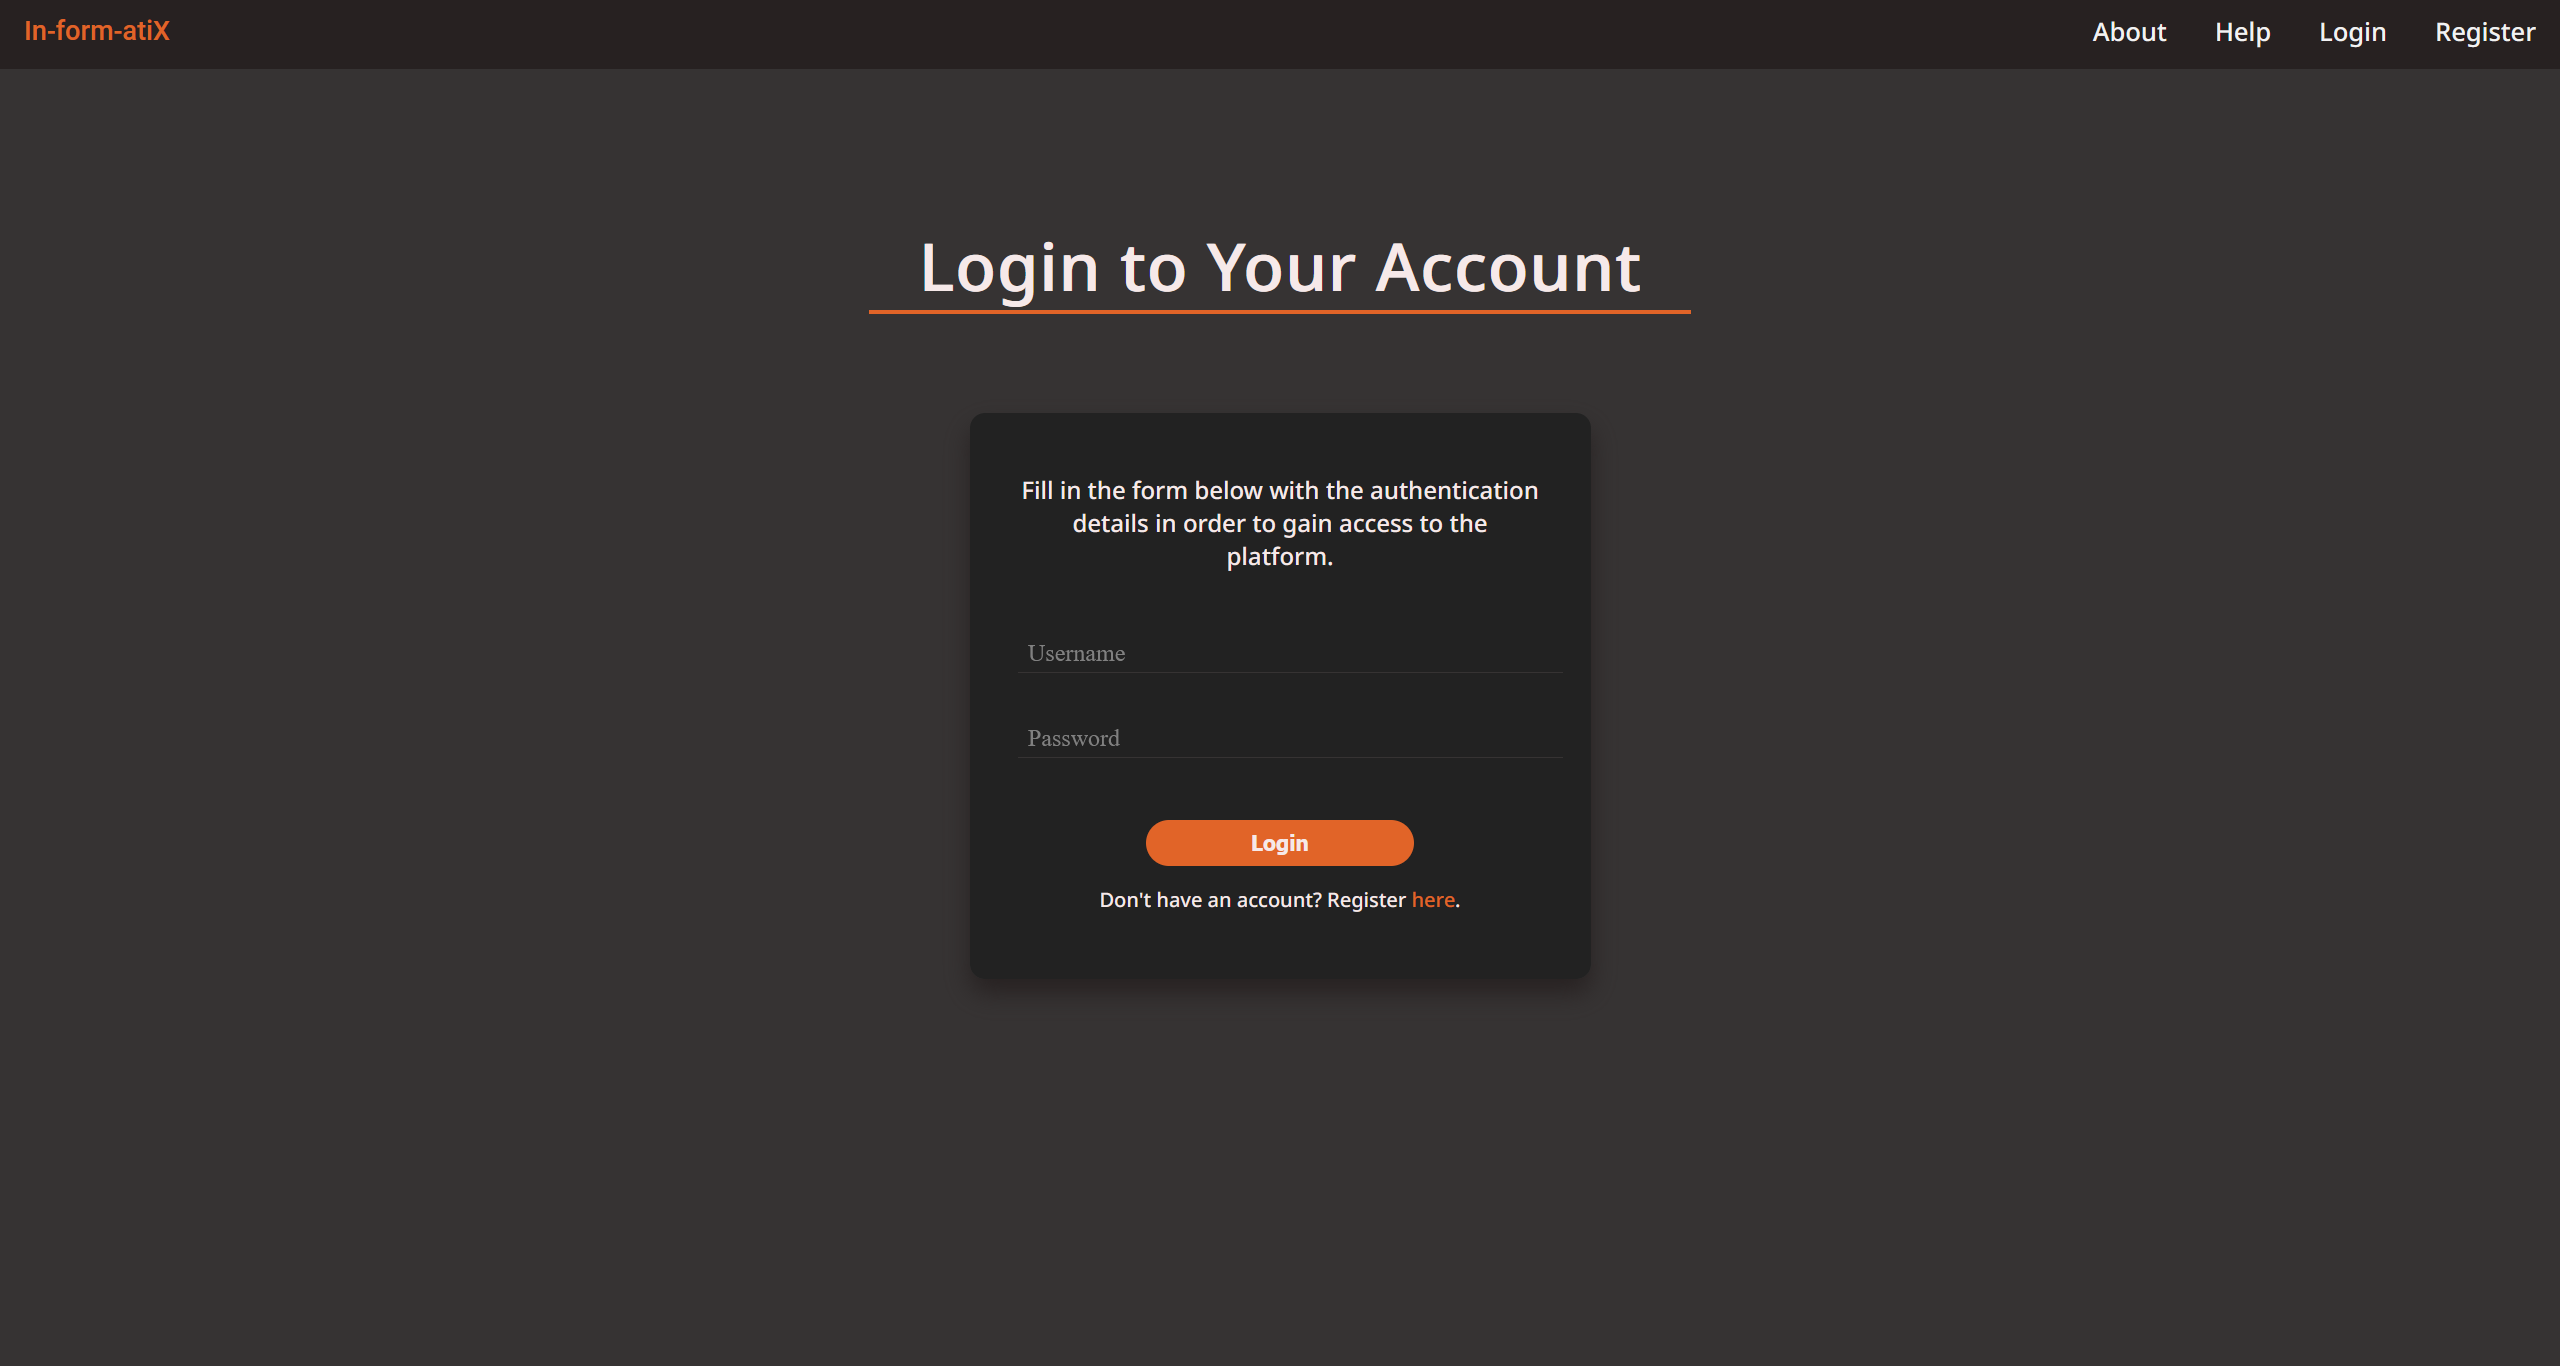 In-form-atiX
About Help Login Register
Login to Your Account
Fill in the form below with the authentication
details in order to gain access to the
platform.
Username
Password
Login
Don't have an account? Register here.